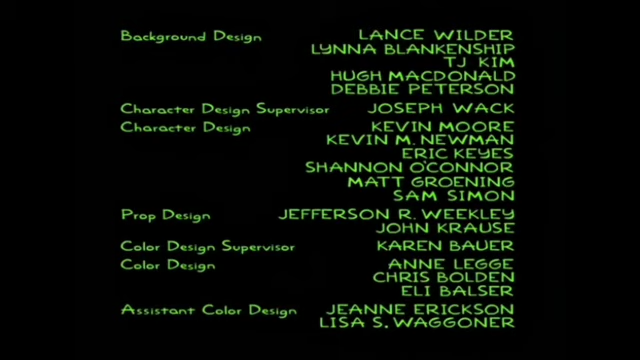 Background Design LANCE WILDER
LYNNA BLANKENSHIP
TJ KIM
HUGH MACDONALD
DEBBIE PETERSON
Character Design Supervisor JOSEPH WACK
Character Design KEVIN MOORE
KEVIN M. NEWMAN
ERIC KEYES
SHANNON O'CONNOR
MATT GROENING
SAM SIMON
Prop Design JEFFERSON R. WEEKLEY
JOHN KRAUSE
Color Design Supervisor KAREN BAUER
Color Design ANNE LEGGE
CHRIS BOLDEN
ELI BALSER
Assistant Color Design JEANNE ERICKSON
LISA S. WAGGONER